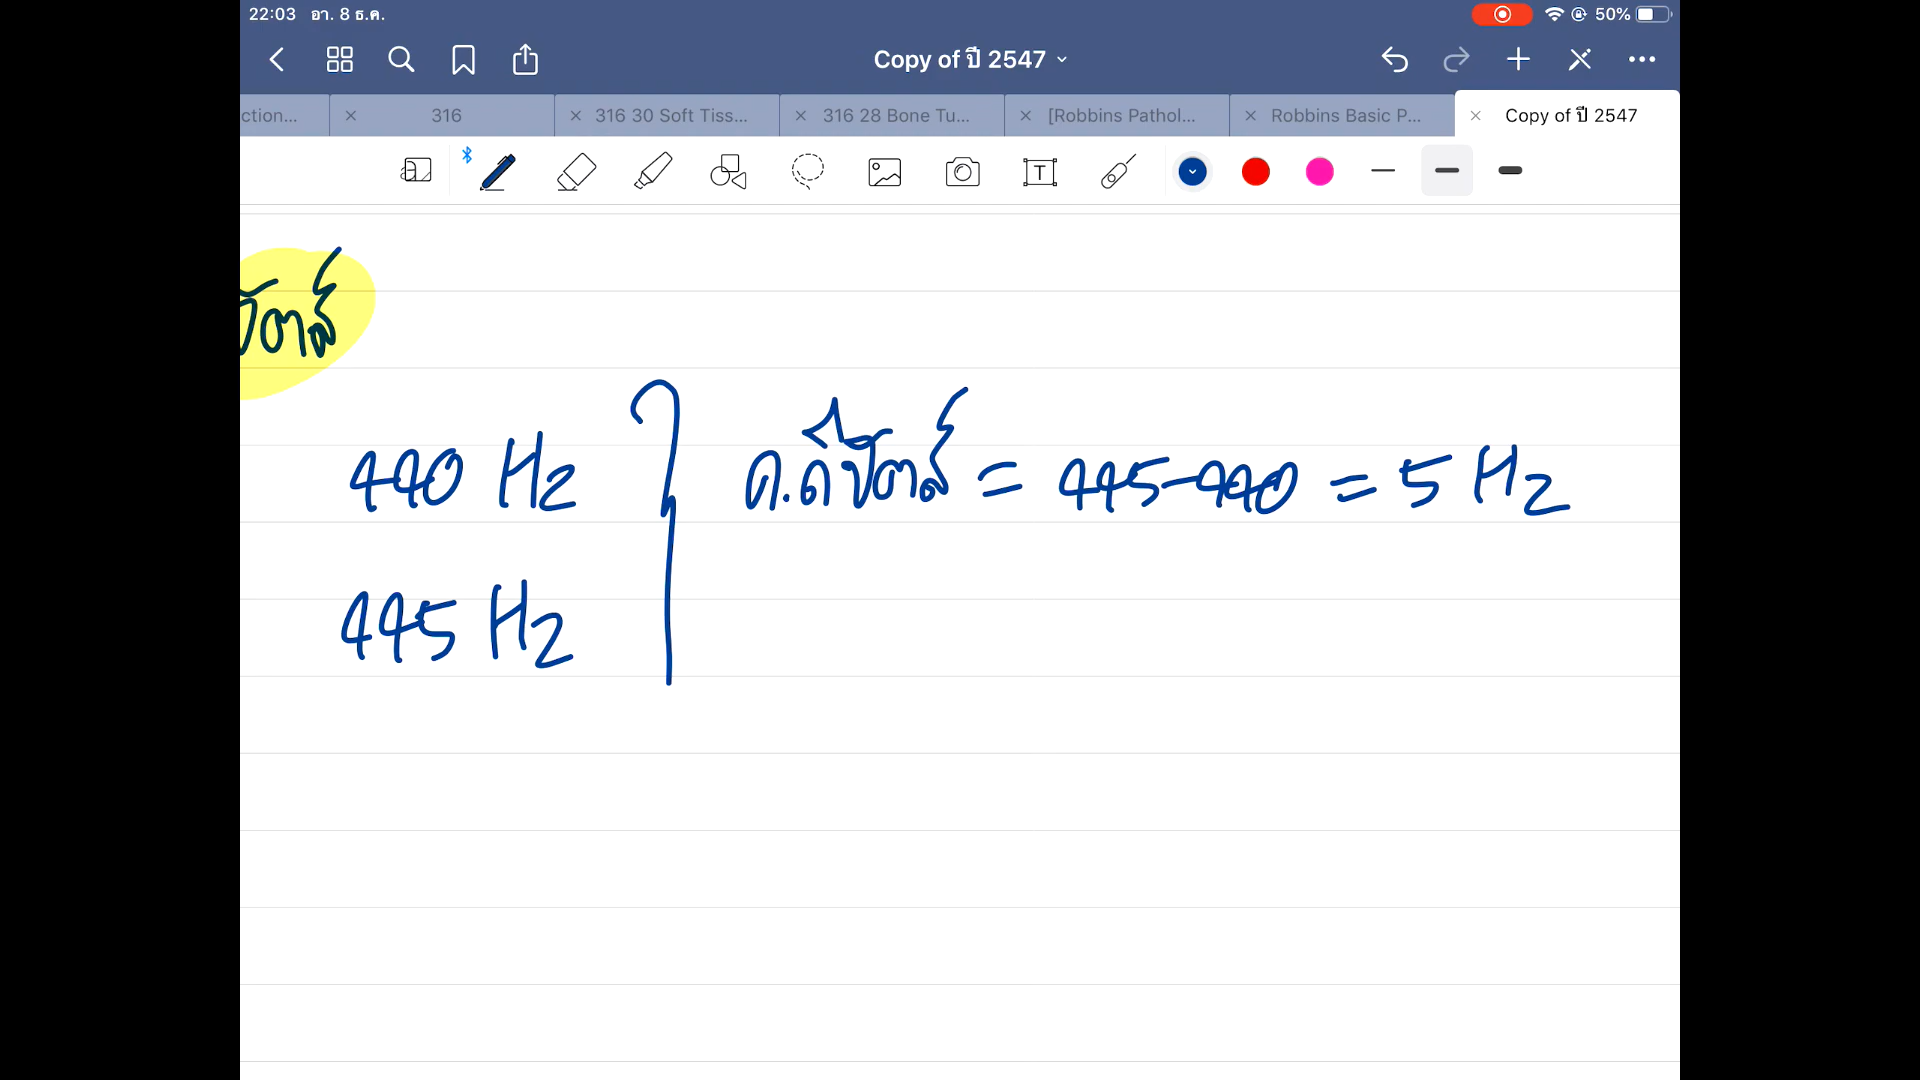 22:03 อา. 8 ธ.ค. 50%
Copy of ปี 2547
ction... 316 316 30 Soft Tiss... 316 28 Bone Tu... [Robbins Pathol... Robbins Basic P... Copy of ปี 2547
บีตส์
440 Hz ค.ถี่บีตส์ = 445-440 = 5 Hz
445 Hz